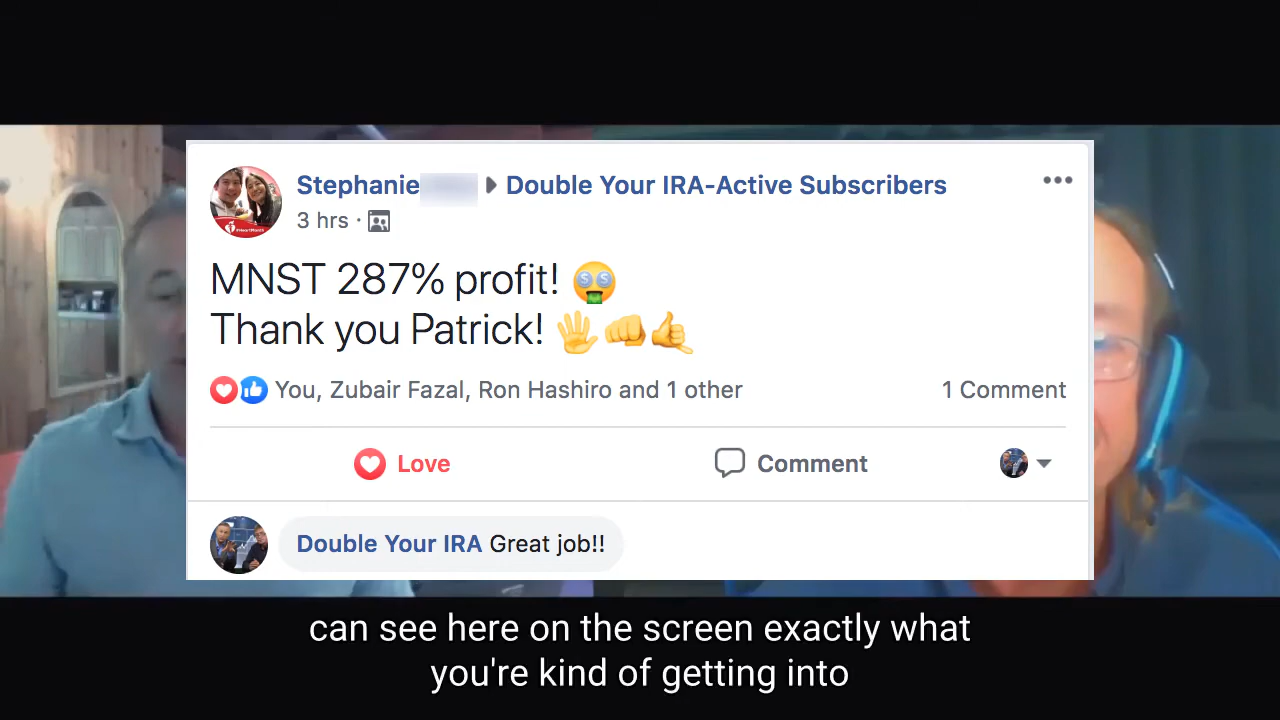 Stephanie Double Your IRA-Active Subscribers
3 hrs ·
MNST 287% profit!
Thank you Patrick!
You, Zubair Fazal, Ron Hashiro and 1 other 1 Comment
Love Comment
Double Your IRA Great job!!
can see here on the screen exactly what
you're kind of getting into